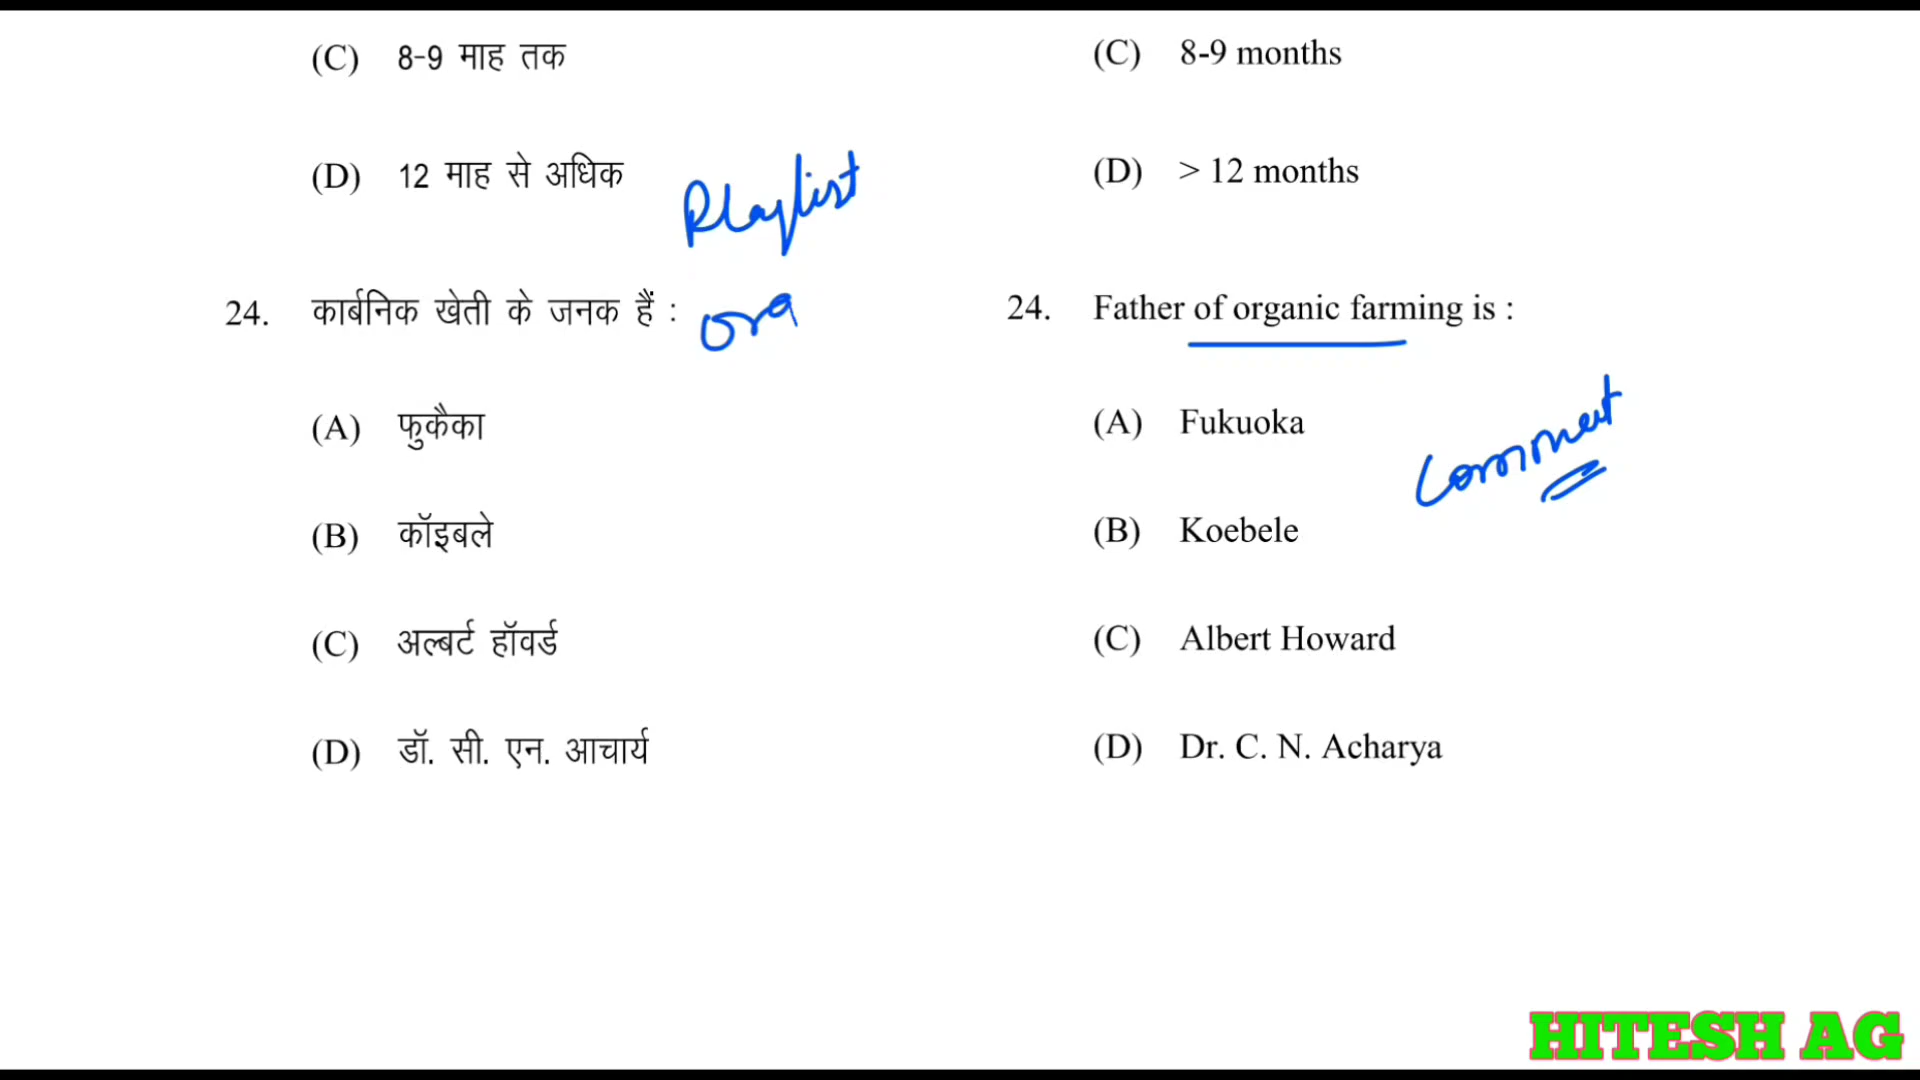 (C) 8-9 माह तक
(D) 12 माह से अधिक
Playlist
24. कार्बनिक खेती के जनक हैं :
(A) फुकैका
(B) कॉइबले
(C) अल्बर्ट हॉवर्ड
(D) डॉ. सी. एन. आचार्य
(C) 8-9 months
(D) > 12 months
24. Father of organic farming is :
(A) Fukuoka
Comment
(B) Koebele
(C) Albert Howard
(D) Dr. C. N. Acharya
HITESH AG